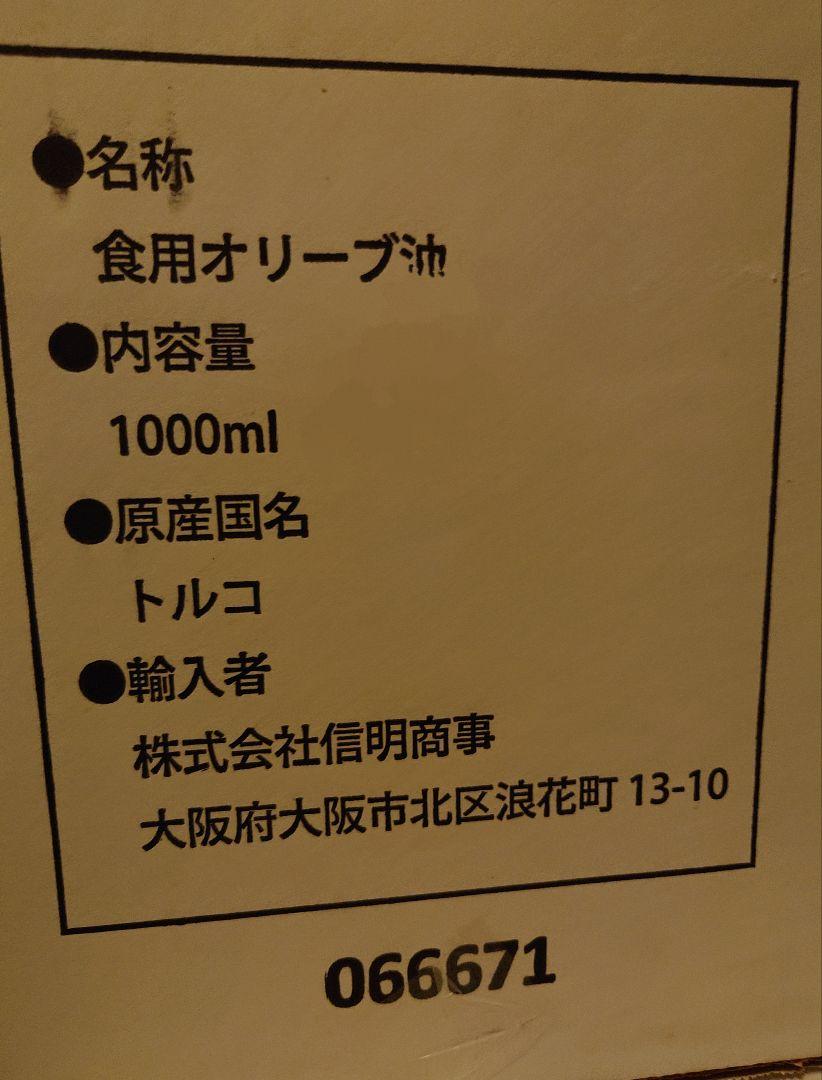 ●名称
食用オリーブ油
●内容量
1000ml
●原産国名
トルコ
●輸入者
株式会社信明商事
大阪府大阪市北区浪花町 13-10
066671